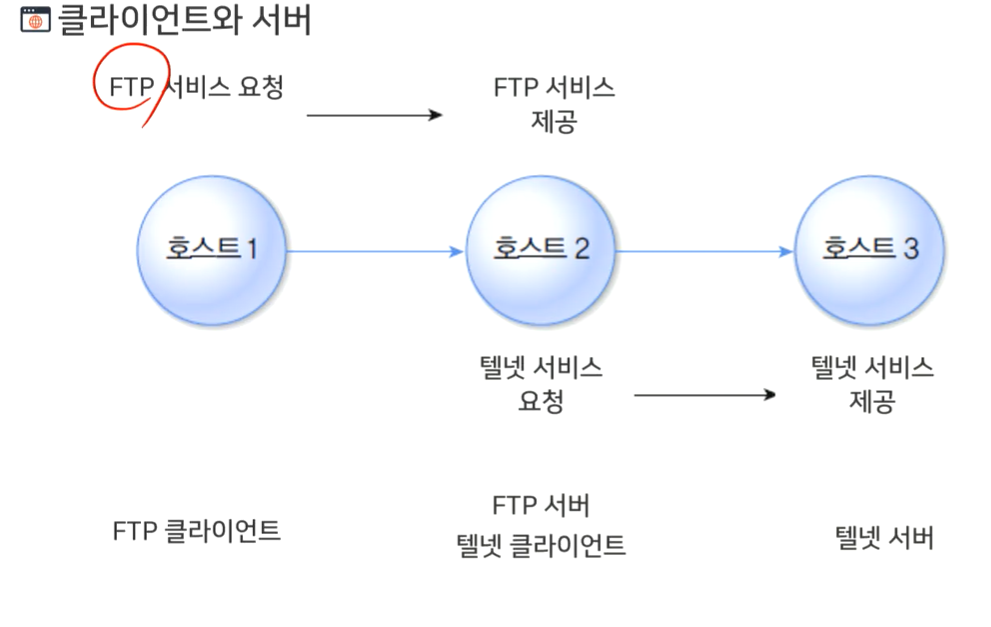 클라이언트와 서버
FTP 서비스 요청
FTP 서비스
제공
호스트 1
호스트 2
호스트 3
텔넷 서비스
요청
텔넷 서비스
제공
FTP 클라이언트
FTP 서버
텔넷 클라이언트
텔넷 서버